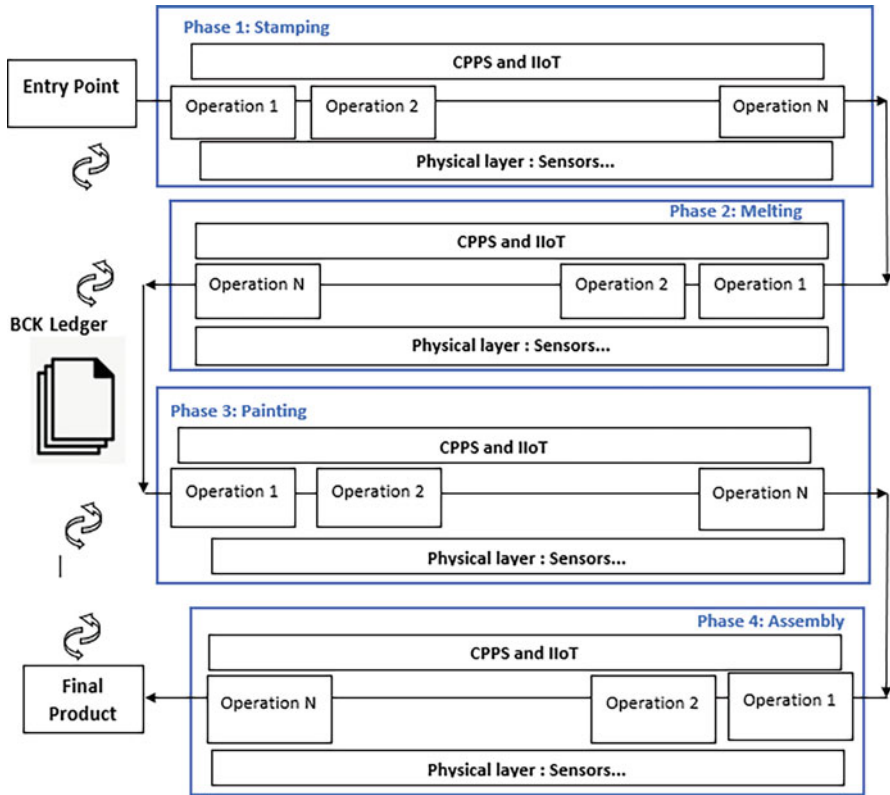 Phase 1: Stamping
CPPS and IIoT
Entry Point
Operation 1
Operation 2
Operation N
Physical layer : Sensors...
Phase 2: Melting
CPPS and IIoT
Operation N
Operation 2
Operation 1
BCK Ledger
Physical layer : Sensors...
Phase 3: Painting
CPPS and IIoT
Operation 1
Operation 2
Operation N
Physical layer : Sensors...
Phase 4: Assembly
CPPS and IIoT
Final
Product
Operation N
Operation 2
Operation 1
Physical layer : Sensors...